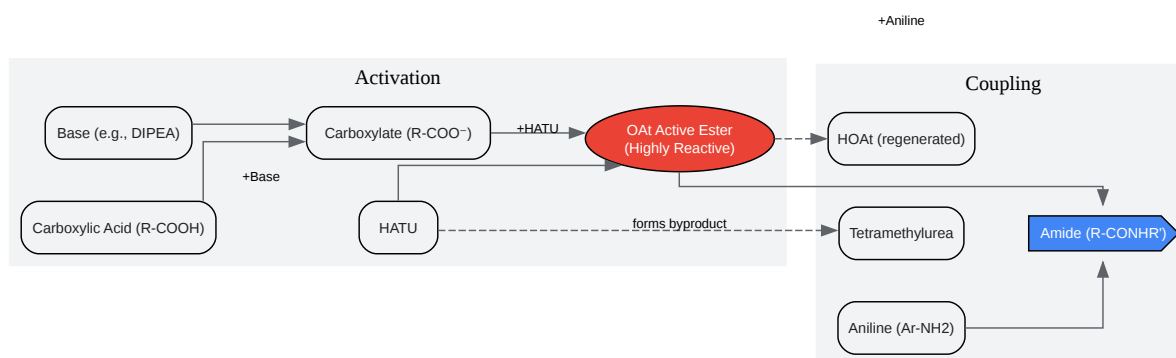 +Aniline
Activation
Coupling
Base (e.g., DIPEA)
Carboxylate (R-COO⁻)
+HATU
OAt Active Ester
(Highly Reactive)
HOAt (regenerated)
+Base
Carboxylic Acid (R-COOH)
HATU
forms byproduct
Tetramethylurea
Amide (R-CONHR')
Aniline (Ar-NH2)